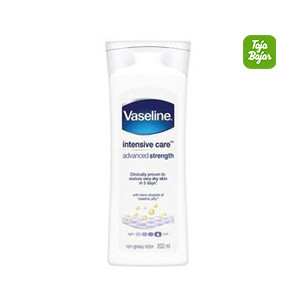 Taja
Bajar
Vaseline.
intensive care™
advanced strength
Clinically proven to
restore very dry skin
in 5 days*
with micro-droplets of
Vaseline Jelly*
non-greasy lotion
200 ml